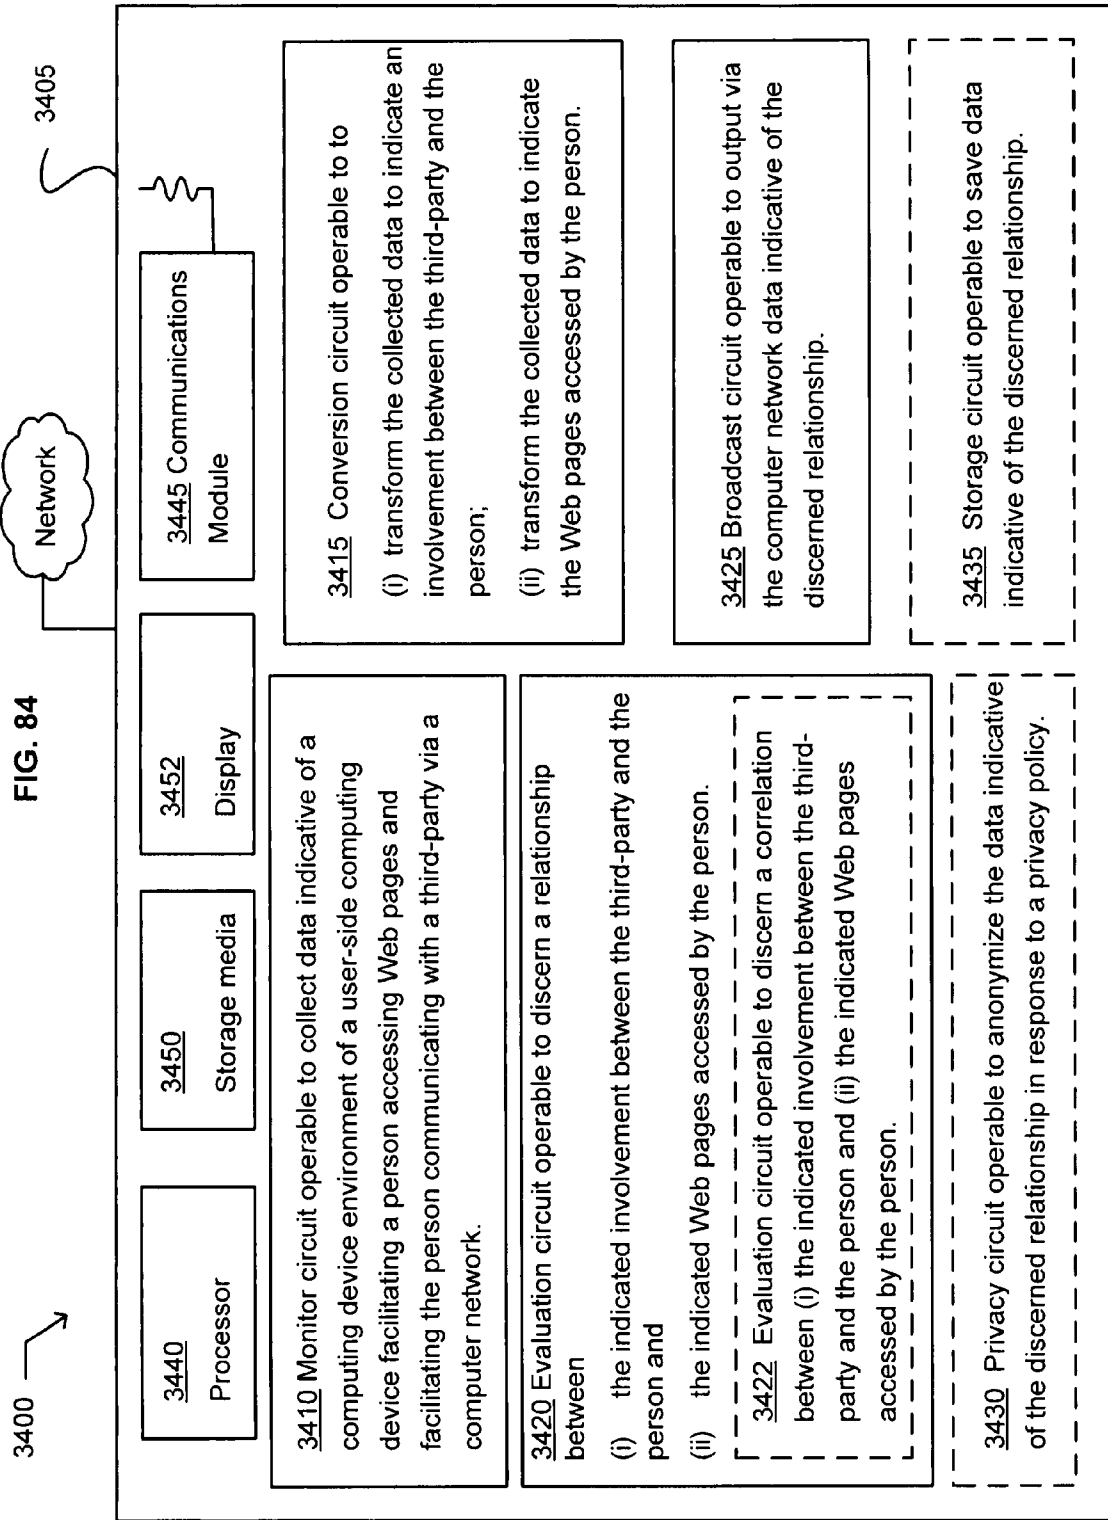 FIG. 84
3400
3405
Network
3440
Processor
3450
Storage media
3452
Display
3445 Communications
Module
3410 Monitor circuit operable to collect data indicative of a
computing device environment of a user-side computing
device facilitating a person accessing Web pages and
facilitating the person communicating with a third-party via a
computer network.
3415 Conversion circuit operable to to
(i) transform the collected data to indicate an
involvement between the third-party and the
person;
(ii) transform the collected data to indicate
the Web pages accessed by the person.
3420 Evaluation circuit operable to discern a relationship
between
(i) the indicated involvement between the third-party and the
person and
(ii) the indicated Web pages accessed by the person.
3422 Evaluation circuit operable to discern a correlation
between (i) the indicated involvement between the third-
party and the person and (ii) the indicated Web pages
accessed by the person.
3425 Broadcast circuit operable to output via
the computer network data indicative of the
discerned relationship.
3430 Privacy circuit operable to anonymize the data indicative
of the discerned relationship in response to a privacy policy.
3435 Storage circuit operable to save data
indicative of the discerned relationship.